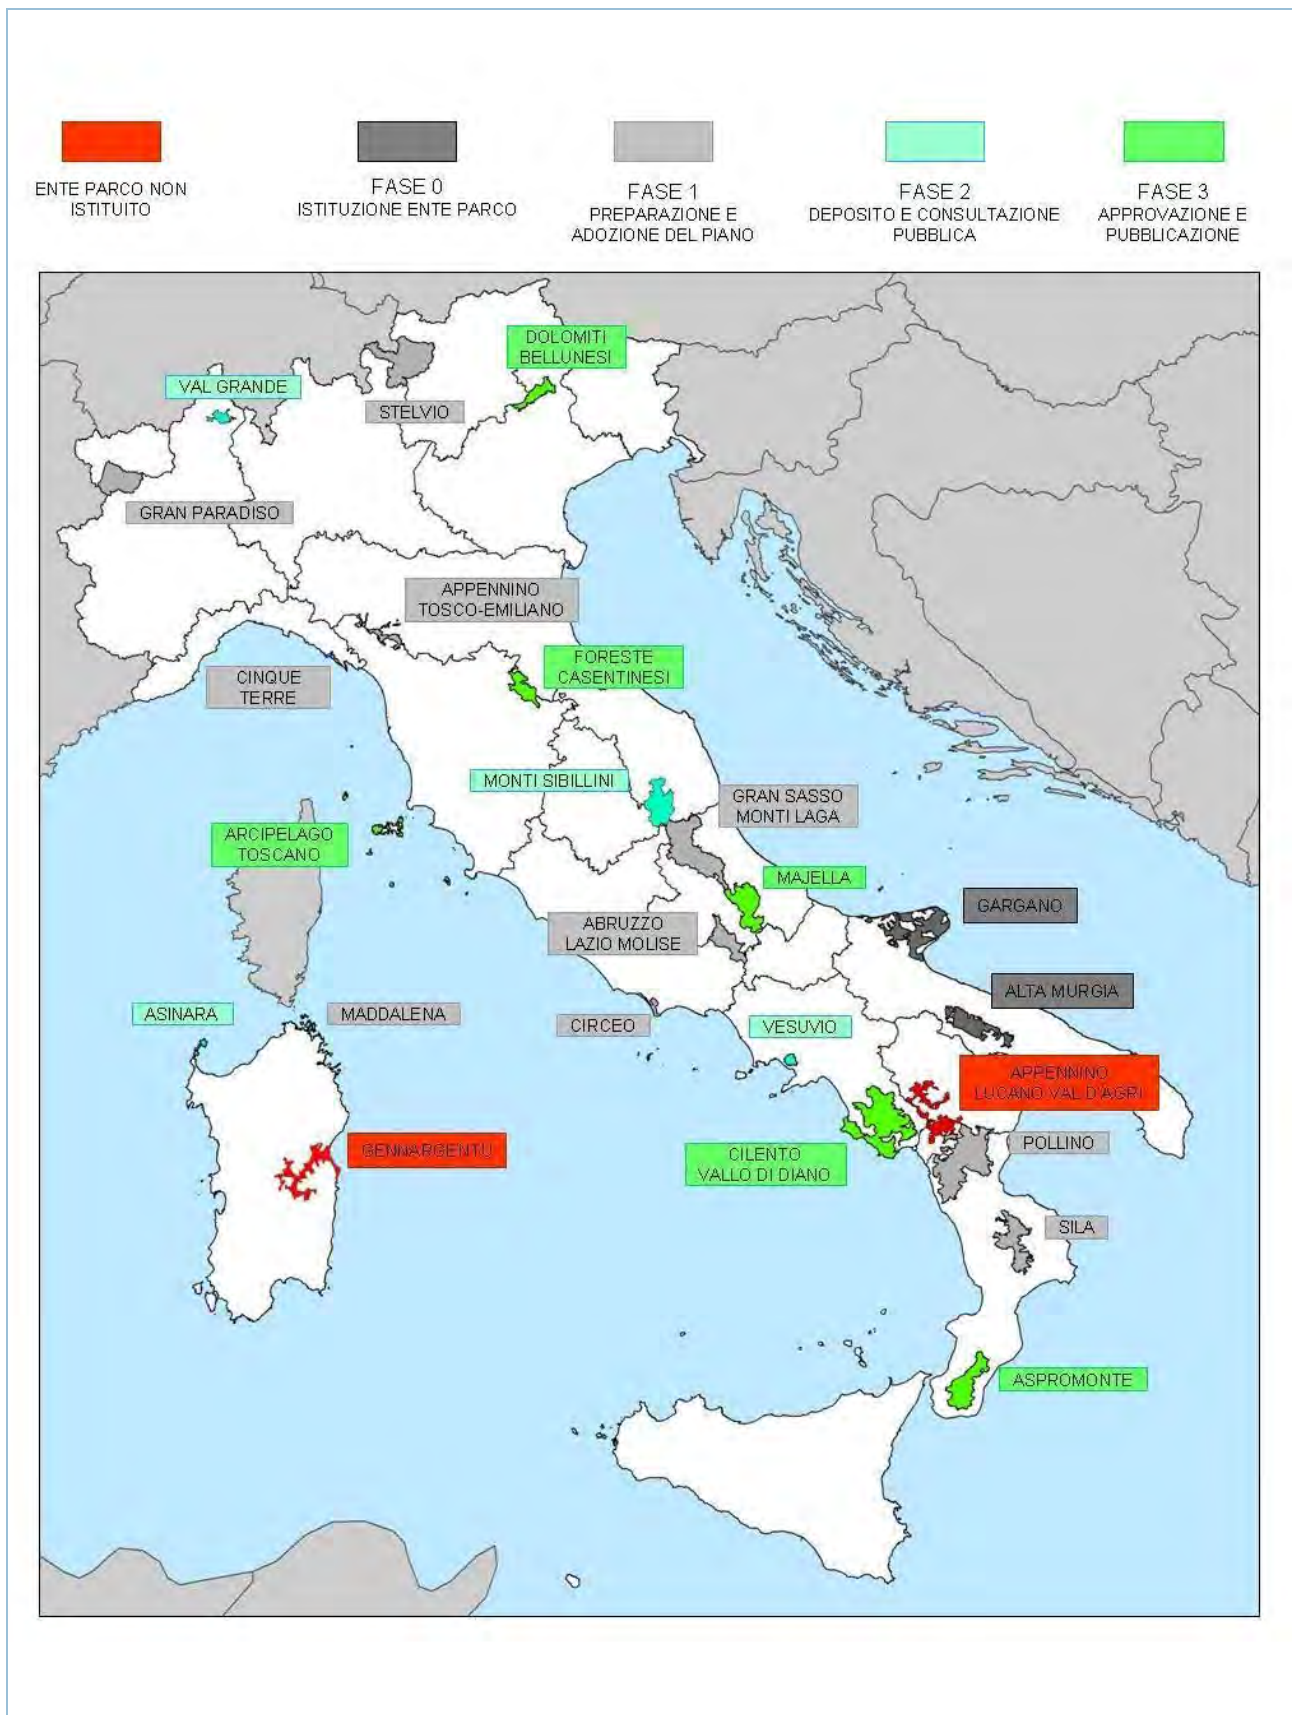 ENTE PARCO NON
ISTITUITO
FASE 0
ISTITUZIONE ENTE PARCO
FASE 1
PREPARAZIONE E
ADOZIONE DEL PIANO
FASE 2
DEPOSITO E CONSULTAZIONE
PUBBLICA
FASE 3
APPROVAZIONE E
PUBBLICAZIONE
DOLOMITI
BELLUNESI
VAL GRANDE
STELVIO
GRAN PARADISO
APPENNINO
TOSCO-EMILIANO
FORESTE
CASENTINESI
CINQUE
TERRE
MONTI SIBILLINI
GRAN SASSO
MONTI LAGA
ARCIPELAGO
TOSCANO
MAJELLA
GARGANO
ABRUZZO
LAZIO MOLISE
ALTA MURGIA
ASINARA
MADDALENA
CIRCEO
VESUVIO
APPENNINO
LUCANO VAL D'AGRI
GENNARGENTU
POLLINO
CILENTO
VALLO DI DIANO
SILA
ASPROMONTE